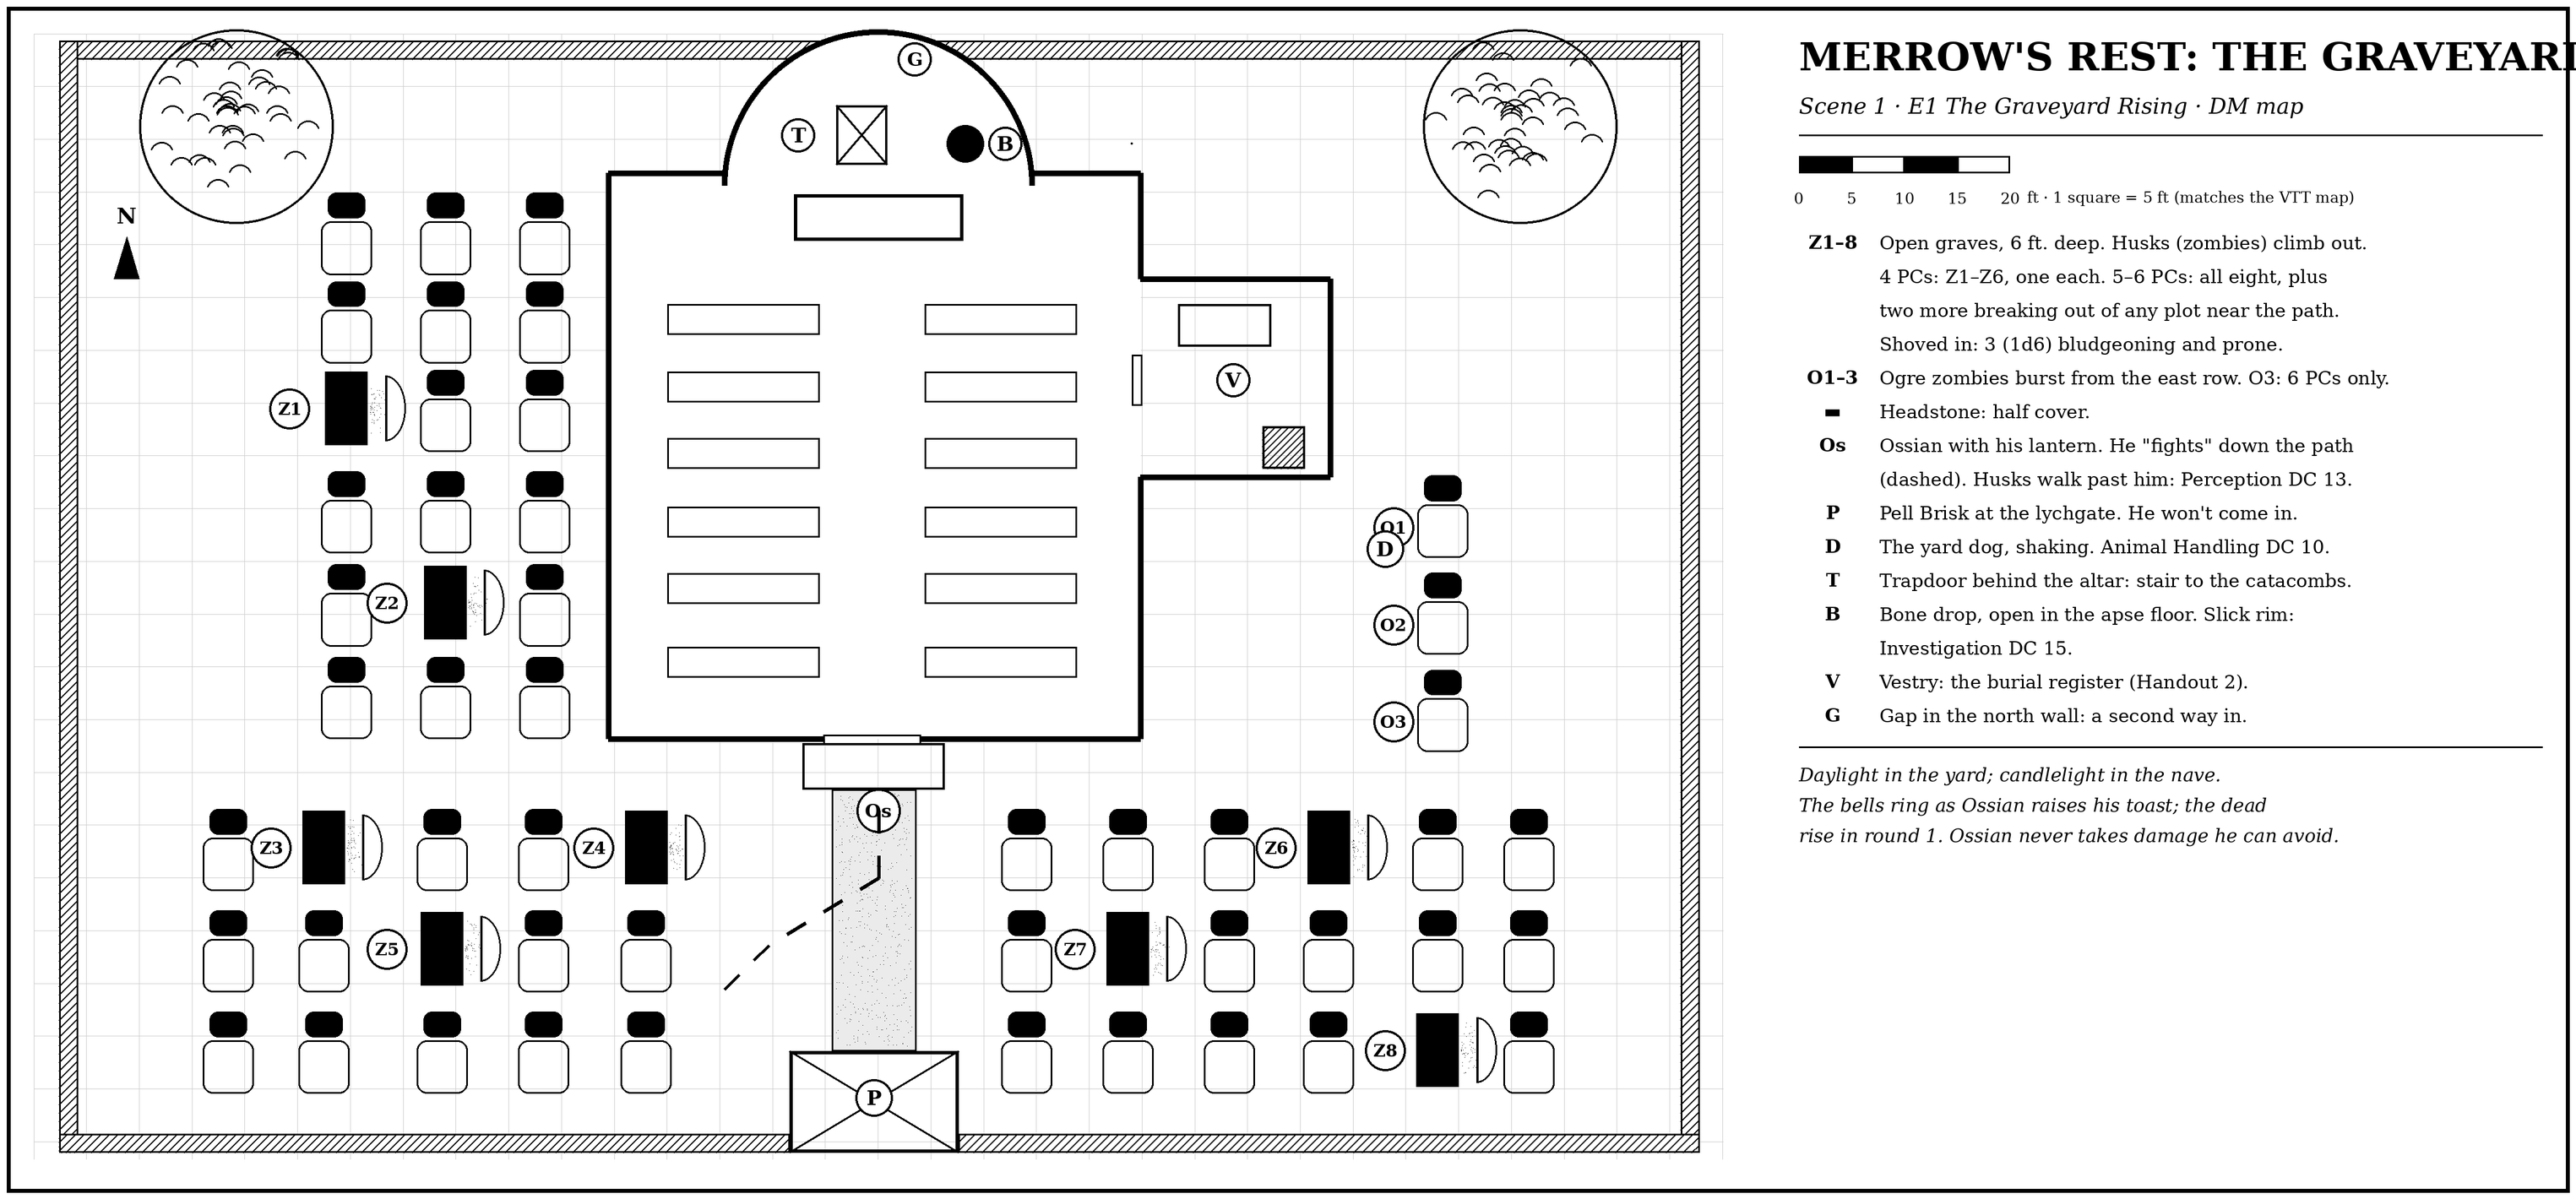 MERROW'S REST: THE GRAVEYARD
Scene 1 · E1 The Graveyard Rising · DM map
0 5 10 15 20 ft · 1 square = 5 ft (matches the VTT map)
Z1–8 Open graves, 6 ft. deep. Husks (zombies) climb out.
4 PCs: Z1–Z6, one each. 5–6 PCs: all eight, plus
two more breaking out of any plot near the path.
Shoved in: 3 (1d6) bludgeoning and prone.
O1–3 Ogre zombies burst from the east row. O3: 6 PCs only.
Headstone: half cover.
Os Ossian with his lantern. He "fights" down the path
(dashed). Husks walk past him: Perception DC 13.
P Pell Brisk at the lychgate. He won't come in.
D The yard dog, shaking. Animal Handling DC 10.
T Trapdoor behind the altar: stair to the catacombs.
B Bone drop, open in the apse floor. Slick rim:
Investigation DC 15.
V Vestry: the burial register (Handout 2).
G Gap in the north wall: a second way in.
Daylight in the yard; candlelight in the nave.
The bells ring as Ossian raises his toast; the dead
rise in round 1. Ossian never takes damage he can avoid.
G
T
B
N
V
Z1
O1
D
Z2
O2
O3
Os
Z3
Z4
Z6
Z5
Z7
Z8
P